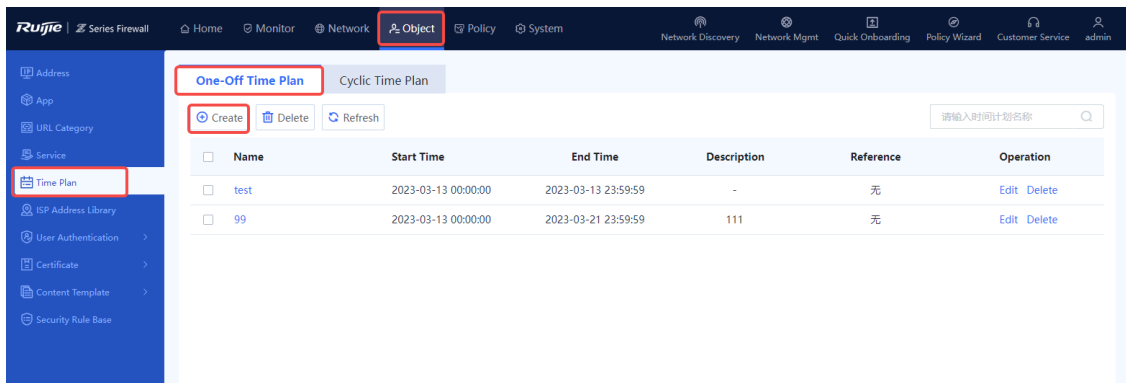 Ruijie | Z Series Firewall Home Monitor Network Object Policy System Network Discovery Network Mgmt Quick Onboarding Policy Wizard Customer Service admin
Address
App
URL Category
Service
Time Plan
ISP Address Library
User Authentication
Certificate
Content Template
Security Rule Base
One-Off Time Plan Cyclic Time Plan
Create Delete Refresh 请输入时间计划名称
Name Start Time End Time Description Reference Operation
test 2023-03-13 00:00:00 2023-03-13 23:59:59 - 无 Edit Delete
99 2023-03-13 00:00:00 2023-03-21 23:59:59 111 无 Edit Delete